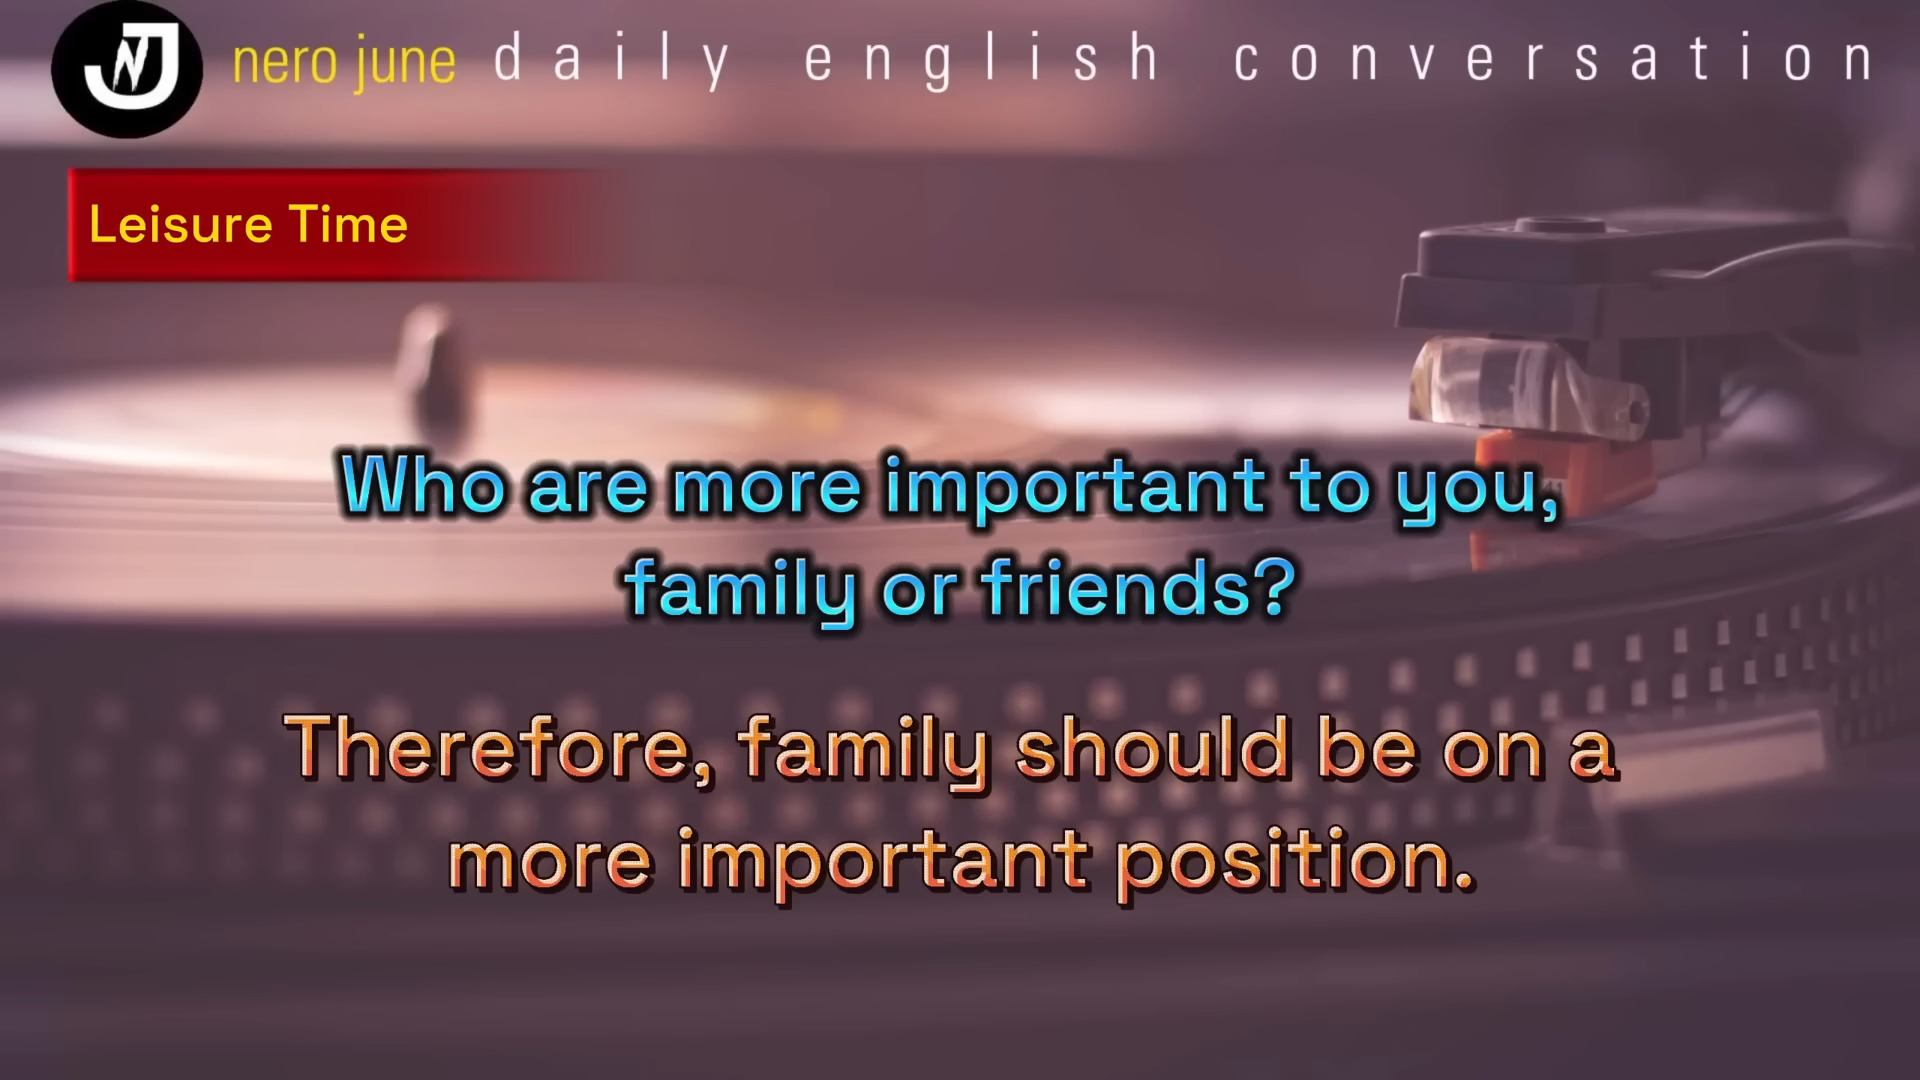 NJ nero june daily english conversation
Leisure Time
Who are more important to you,
family or friends?
Therefore, family should be on a
more important position.